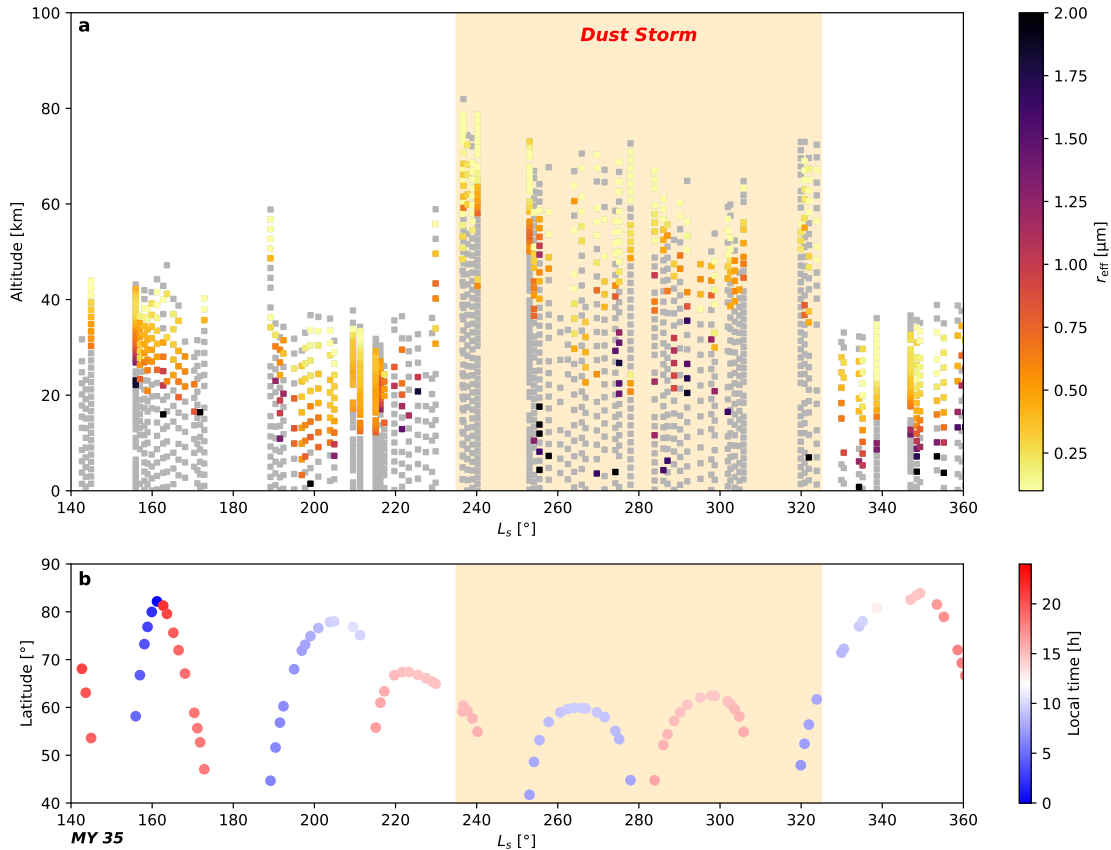 a
Dust Storm
100
80
60
40
20
0
Altitude [km]
140 160 180 200 220 240 260 280 300 320 340 360
Ls [°]
2.00
1.75
1.50
1.25
1.00
0.75
0.50
0.25
reff [μm]
b
90
80
70
60
50
40
Latitude [°]
140 160 180 200 220 240 260 280 300 320 340 360
Ls [°]
MY 35
20
15
10
5
0
Local time [h]